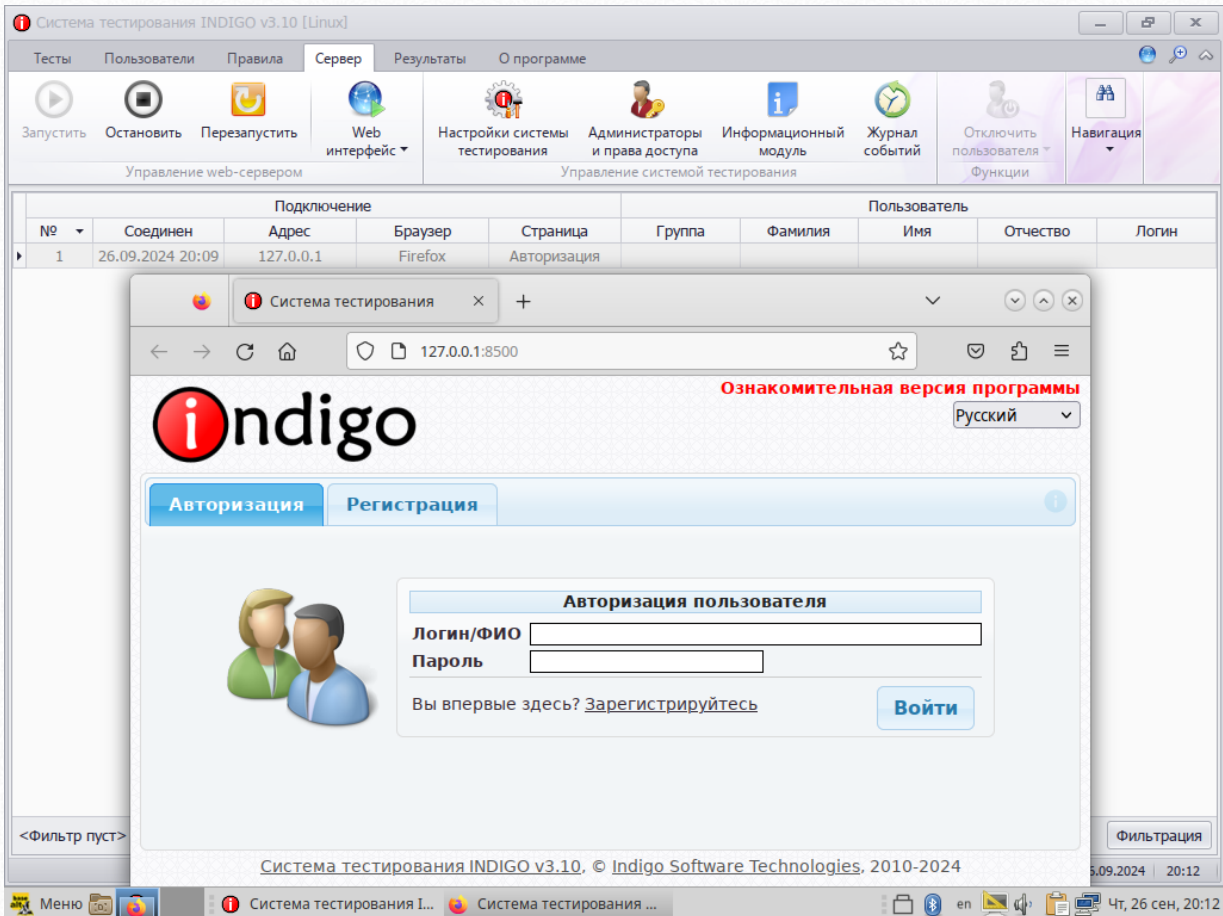 Система тестирования INDIGO v3.10 [Linux]
Тесты Пользователи Правила Сервер Результаты О программе
Запустить Остановить Перезапустить Web интерфейс Настройки системы тестирования Администраторы и права доступа Информационный модуль Журнал событий Отключить пользователя Навигация
Управление web-сервером Управление системой тестирования Функции
Подключение Пользователь
№ Соединен Адрес Браузер Страница Группа Фамилия Имя Отчество Логин
1 26.09.2024 20:09 127.0.0.1 Firefox Авторизация
Система тестирования
127.0.0.1:8500
indigo
Ознакомительная версия программы
Русский
Авторизация Регистрация
Авторизация пользователя
Логин/ФИО
Пароль
Вы впервые здесь? Зарегистрируйтесь Войти
<Фильтр пуст> Фильтрация
Система тестирования INDIGO v3.10, © Indigo Software Technologies, 2010-2024
.09.2024 20:12
Меню Система тестирования I... Система тестирования ... en Чт, 26 сен, 20:12